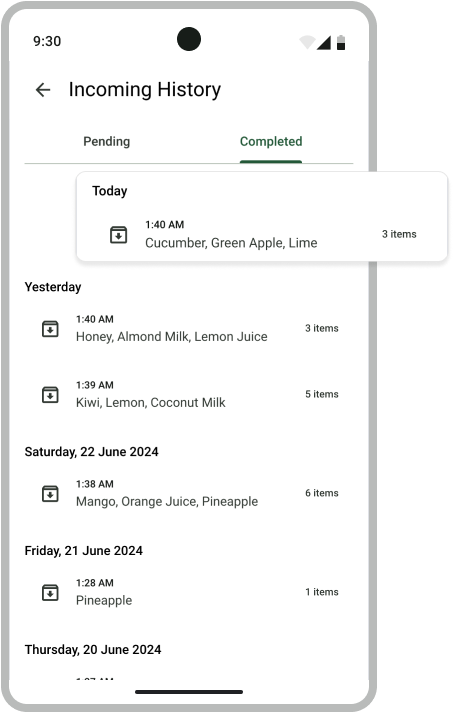 9:30
Incoming History
Pending
Completed
Today
1:40 AM
Cucumber, Green Apple, Lime
3 items
Yesterday
1:40 AM
Honey, Almond Milk, Lemon Juice
3 items
1:39 AM
Kiwi, Lemon, Coconut Milk
5 items
Saturday, 22 June 2024
1:38 AM
Mango, Orange Juice, Pineapple
6 items
Friday, 21 June 2024
1:28 AM
Pineapple
1 items
Thursday, 20 June 2024